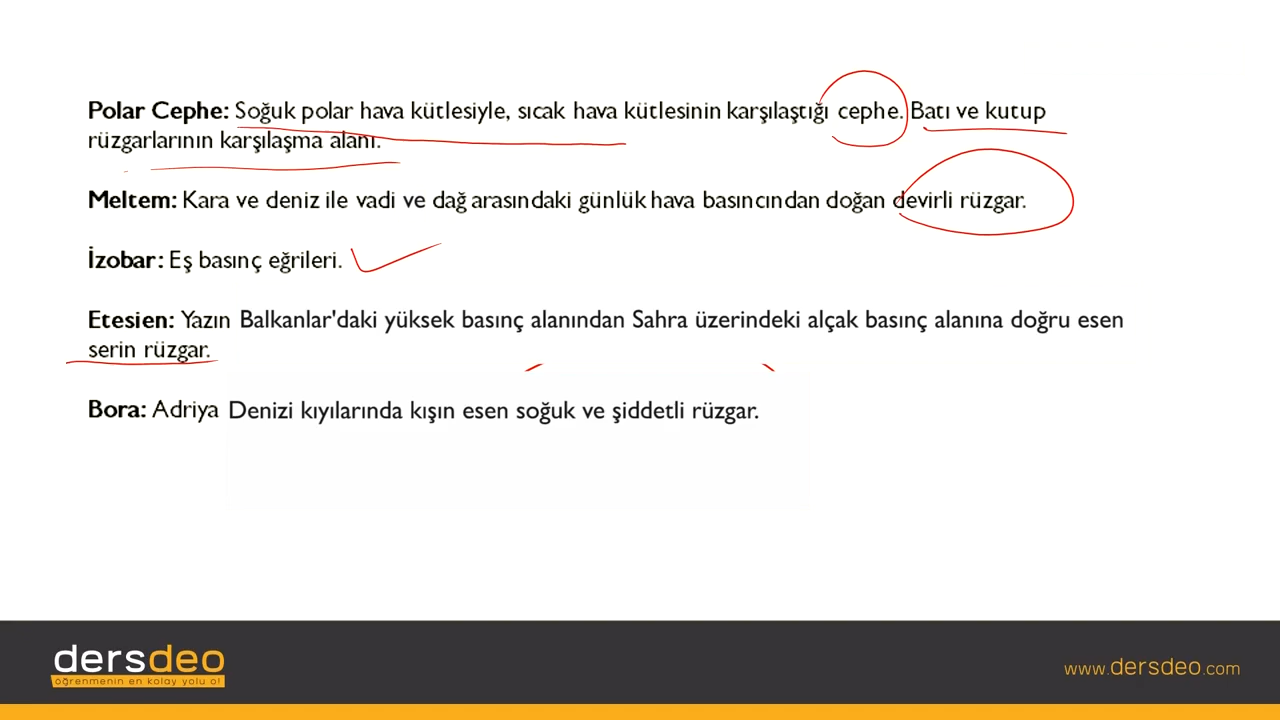 Polar Cephe: Soğuk polar hava kütlesiyle, sıcak hava kütlesinin karşılaştığı cephe. Batı ve kutup
rüzgarlarının karşılaşma alanı.
Meltem: Kara ve deniz ile vadi ve dağ arasındaki günlük hava basıncından doğan devirli rüzgar.
İzobar: Eş basınç eğrileri.
Etesien: Yazın Balkanlar'daki yüksek basınç alanından Sahra üzerindeki alçak basınç alanına doğru esen
serin rüzgar.
Bora: Adriya Denizi kıyılarında kışın esen soğuk ve şiddetli rüzgar.
dersdeo
öğrenmenin en kolay yolu o!
www.dersdeo.com